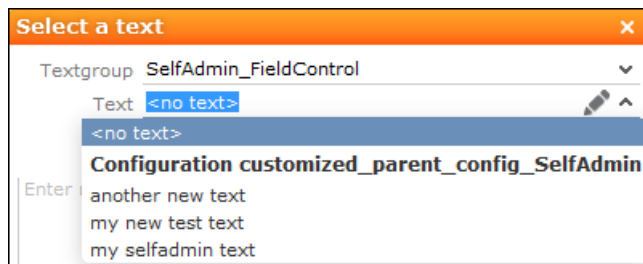 Select a text
Textgroup SelfAdmin_FieldControl
Text <no text>
<no text>
Configuration customized_parent_config_SelfAdmin
Enter
another new text
my new test text
my selfadmin text